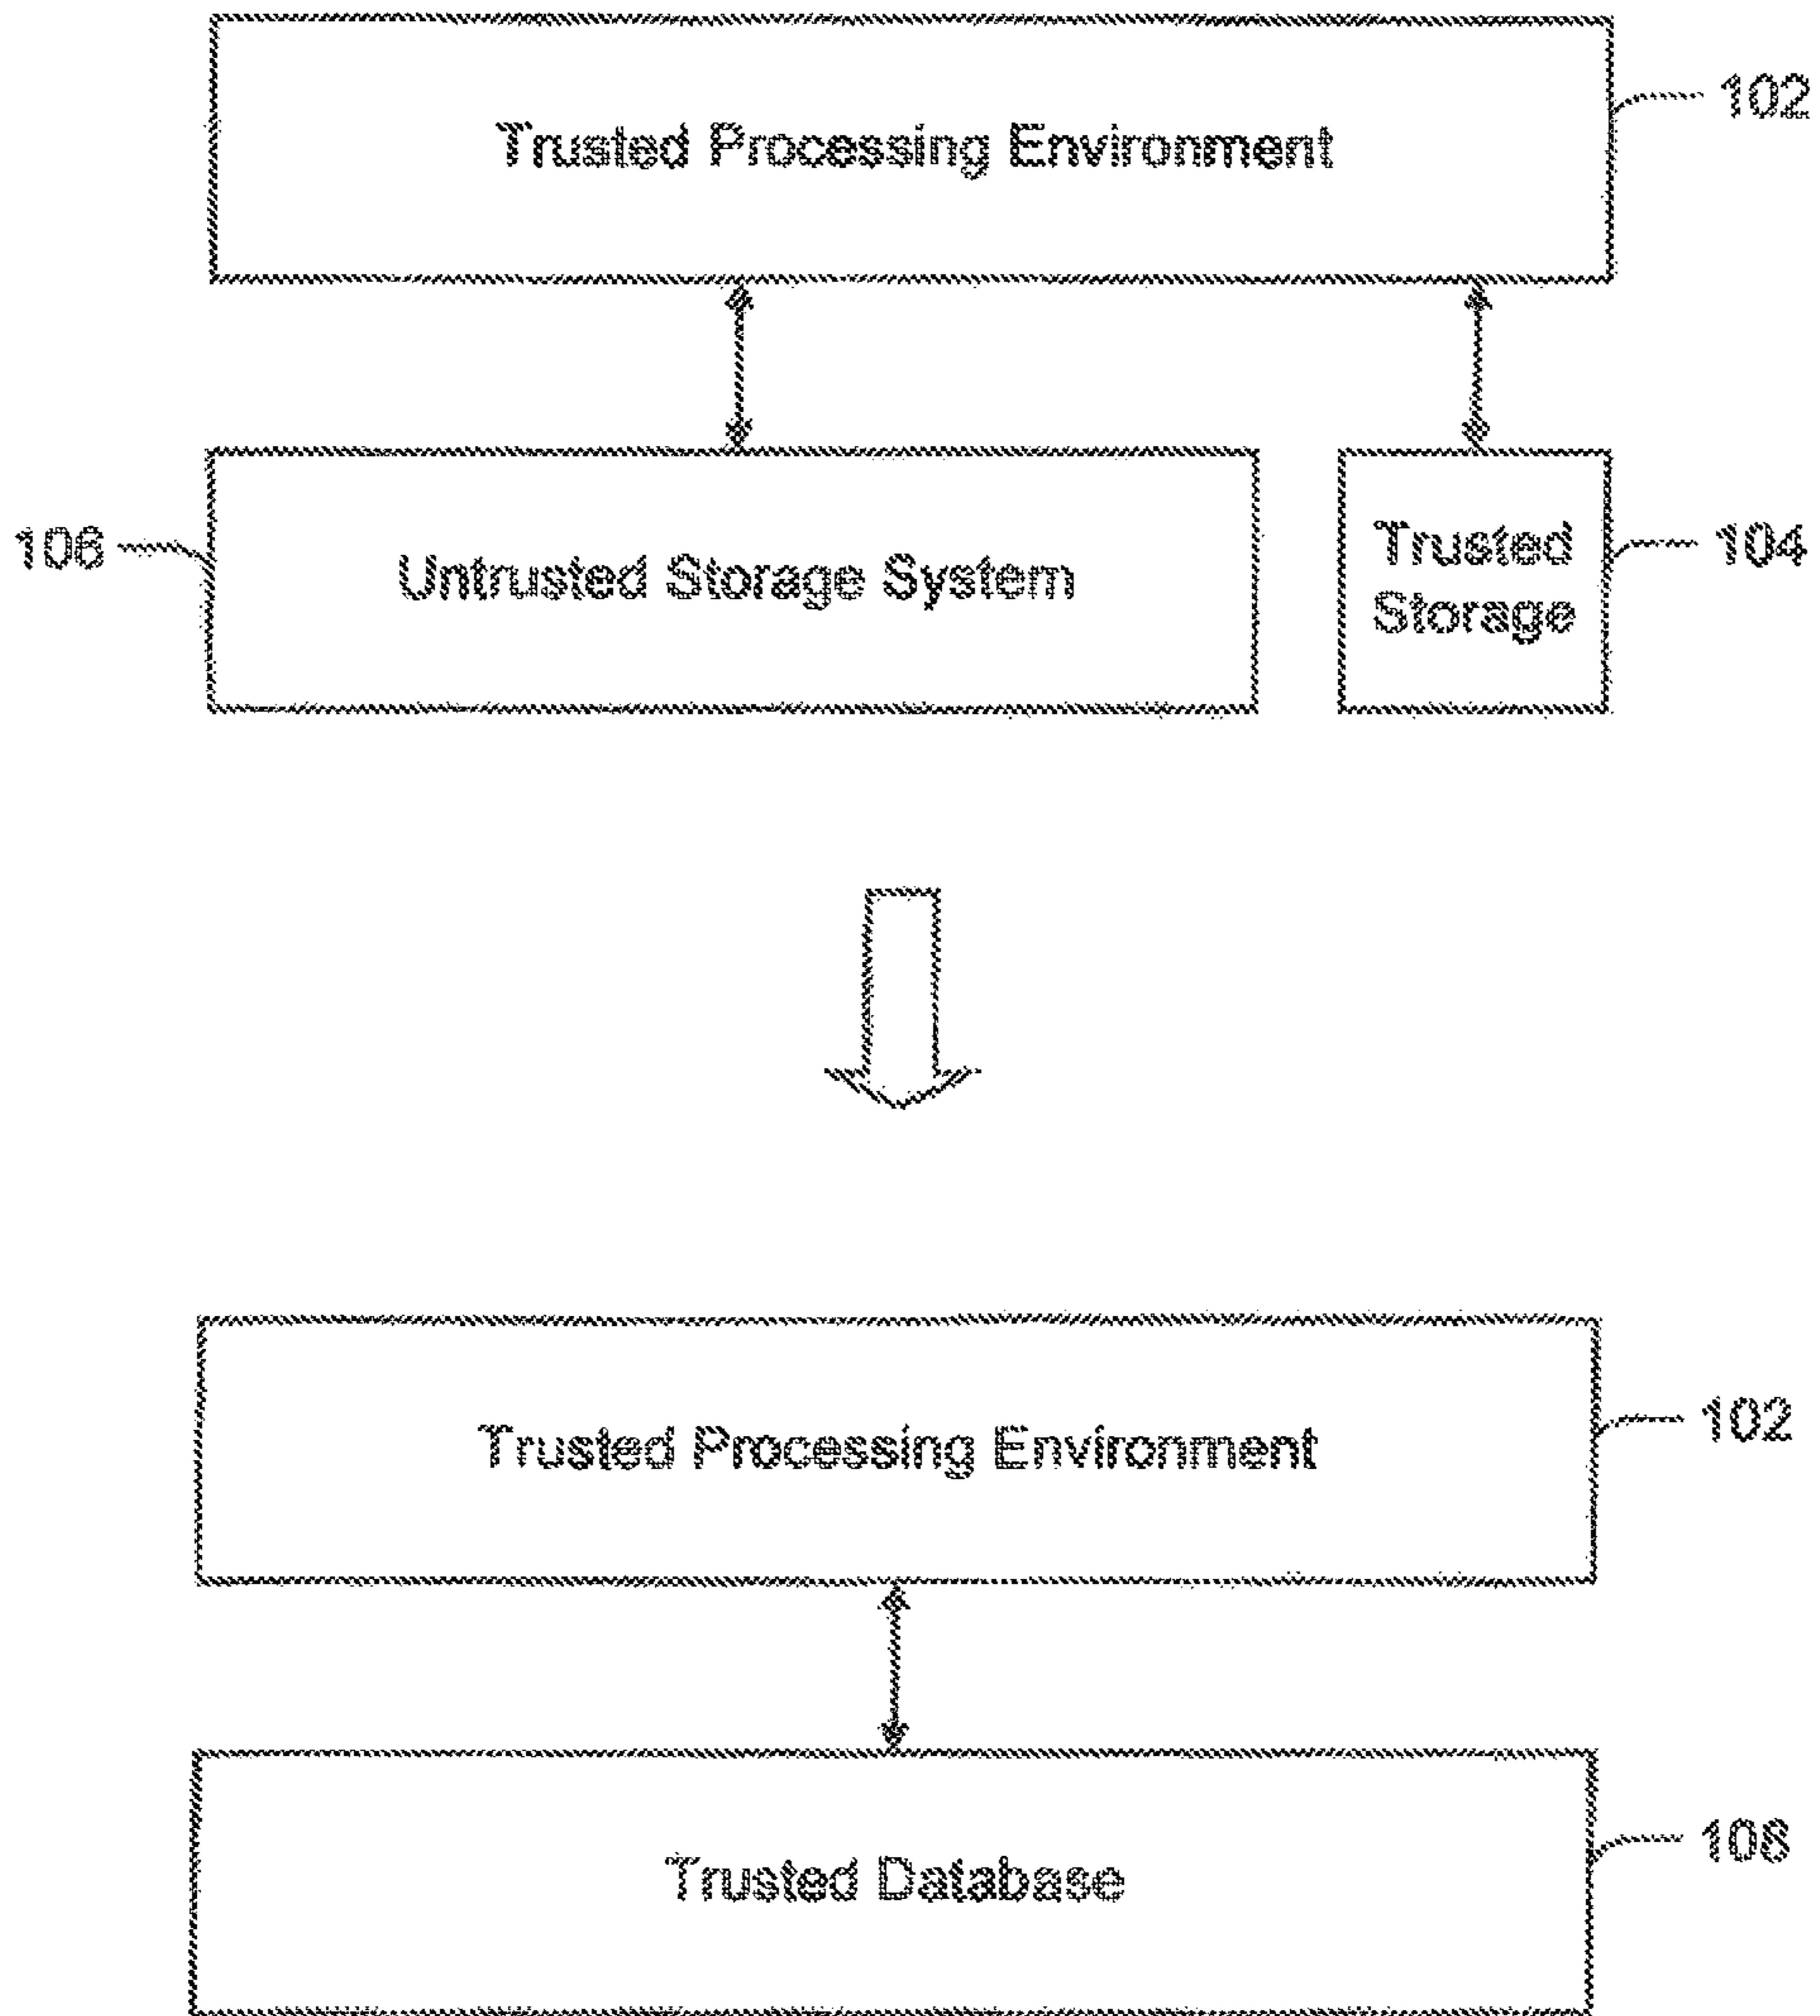 Trusted Processing Environment
102
106
Untrusted Storage System
Trusted
Storage
104
Trusted Processing Environment
102
Trusted Database
108